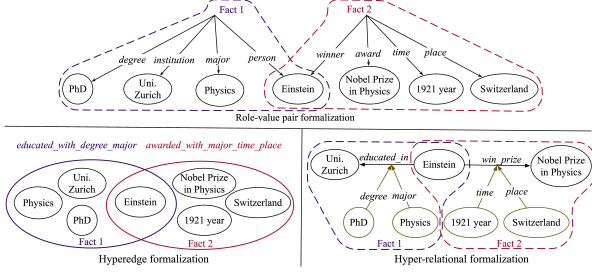 Fact 1
Fact 2
degree institution major person
winner award time place
PhD
Uni.
Zurich
Physics
Einstein
Nobel Prize
in Physics
1921 year
Switzerland
Role-value pair formalization
educated_with_degree_major awarded_with_major_time_place
Uni.
Zurich
Physics
PhD
Einstein
Nobel Prize
in Physics
Switzerland
1921 year
Fact 1
Fact 2
Hyperedge formalization
Uni.
Zurich
educated_in
Einstein
win_prize
Nobel Prize
in Physics
degree major
time place
PhD
Physics
1921 year
Switzerland
Fact 1
Fact 2
Hyper-relational formalization